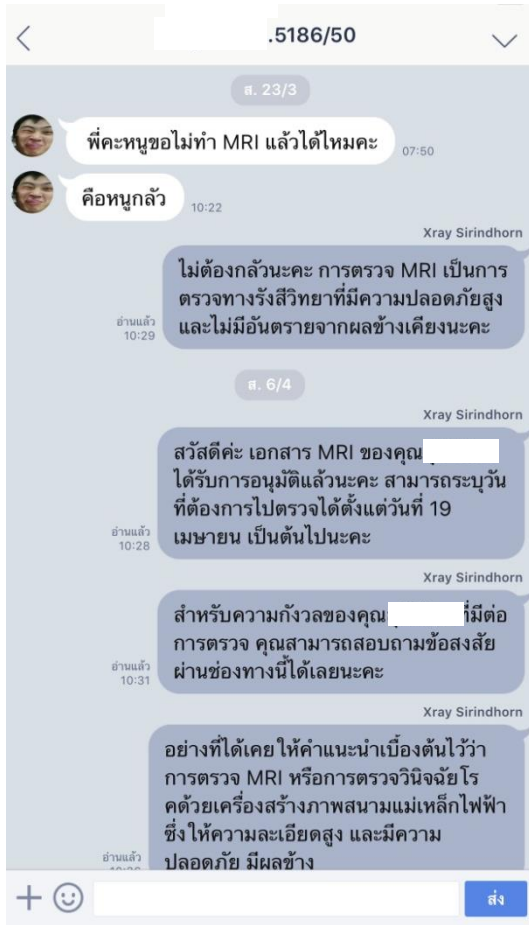 .5186/50
ส. 23/3
พี่คะหนูขอไม่ทำ MRI แล้วได้ไหมคะ
07:50
คือหนูกลัว
10:22
Xray Sirindhorn
ไม่ต้องกลัวนะคะ การตรวจ MRI เป็นการ
ตรวจทางรังสีวิทยาที่มีความปลอดภัยสูง
และไม่มีอันตรายจากผลข้างเคียงนะคะ
อ่านแล้ว
10:29
ส. 6/4
Xray Sirindhorn
สวัสดีค่ะ เอกสาร MRI ของคุณ
ได้รับการอนุมัติแล้วนะคะ สามารถระบุวัน
ที่ต้องการไปตรวจได้ตั้งแต่วันที่ 19
เมษายน เป็นต้นไปนะคะ
อ่านแล้ว
10:28
Xray Sirindhorn
สำหรับความกังวลของคุณ ที่มีต่อ
การตรวจ คุณสามารถสอบถามข้อสงสัย
ผ่านช่องทางนี้ได้เลยนะคะ
อ่านแล้ว
10:31
Xray Sirindhorn
อย่างที่ได้เคยให้คำแนะนำเบื้องต้นไว้ว่า
การตรวจ MRI หรือการตรวจวินิจฉัยโร
คด้วยเครื่องสร้างภาพสนามแม่เหล็กไฟฟ้า
ซึ่งให้ความละเอียดสูง และมีความ
ปลอดภัย มีผลข้าง
อ่านแล้ว
ส่ง